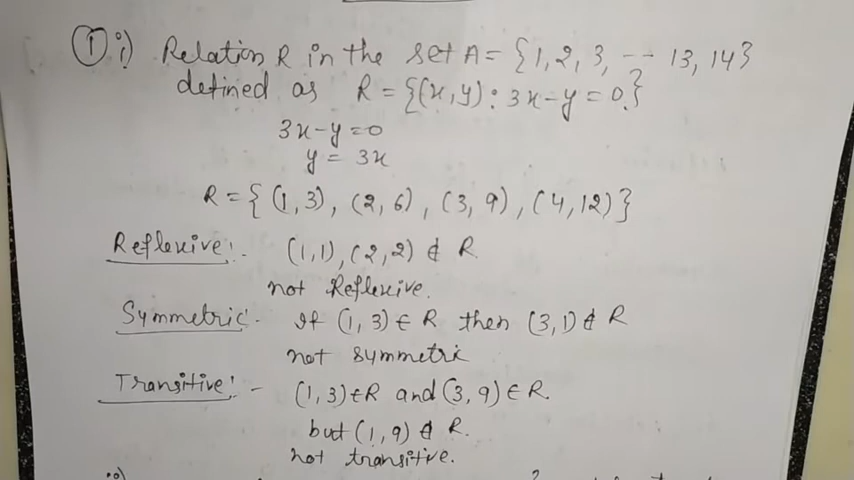 ① i) Relation R in the set A = {1, 2, 3, -- 13, 14}
defined as R = {(x, y) : 3x - y = 0}
3x - y = 0
y = 3x
R = { (1, 3), (2, 6), (3, 9), (4, 12) }
Reflexive :- (1, 1), (2, 2) ∉ R
not Reflexive.
Symmetric - If (1, 3) ∈ R then (3, 1) ∉ R
not symmetric
Transitive :- (1, 3) ∈ R and (3, 9) ∈ R.
but (1, 9) ∉ R.
not transitive.
ii)